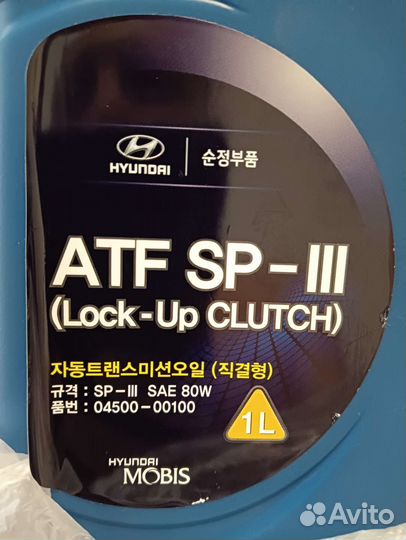 HYUNDAI
순정부품
ATF SP-III
(Lock-Up CLUTCH)
자동트랜스미션오일 (직결형)
규격 : SP-III SAE 80W
품번 : 04500-00100
1L
HYUNDAI
MOBIS
Avito